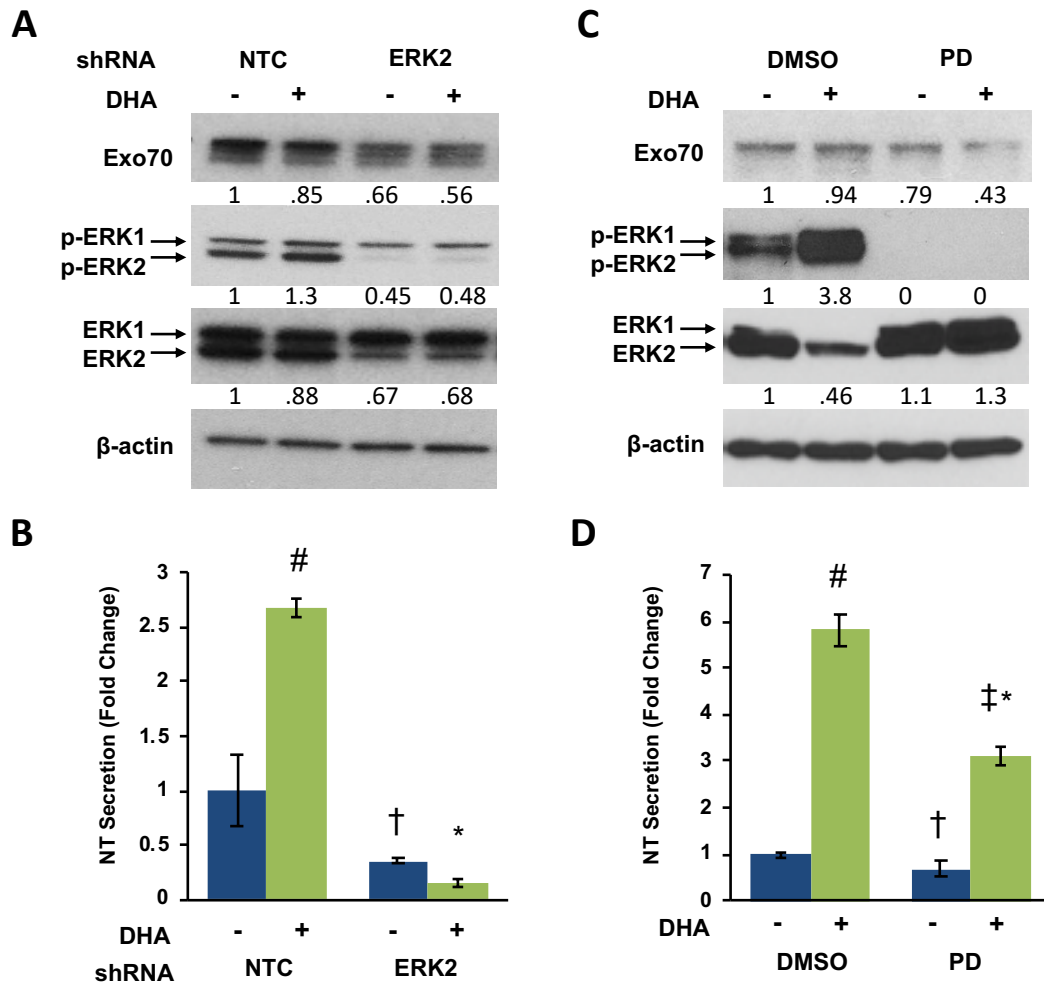 A
shRNA NTC ERK2
DHA - + - +
Exo70
1 .85 .66 .56
p-ERK1
p-ERK2
1 1.3 0.45 0.48
ERK1
ERK2
1 .88 .67 .68
β-actin
C
DMSO PD
DHA - + - +
Exo70
1 .94 .79 .43
p-ERK1
p-ERK2
1 3.8 0 0
ERK1
ERK2
1 .46 1.1 1.3
β-actin
B
NT Secretion (Fold Change)
3
2.5
2
1.5
1
0.5
0
#
†
*
DHA - + - +
shRNA NTC ERK2
D
NT Secretion (Fold Change)
7
6
5
4
3
2
1
0
#
†
‡*
DHA - + - +
DMSO PD